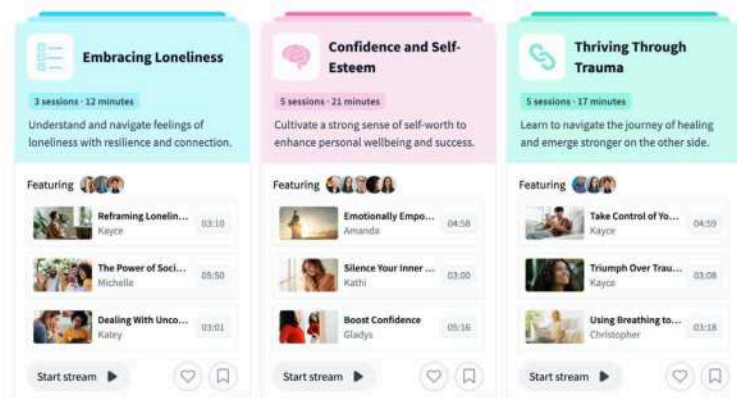 Embracing Loneliness
3 sessions · 12 minutes
Understand and navigate feelings of
loneliness with resilience and connection.
Featuring
Reframing Lonelin...
Kayce
03:10
The Power of Soci...
Michelle
05:50
Dealing With Unco...
Katey
03:01
Start stream
Confidence and Self-
Esteem
5 sessions · 21 minutes
Cultivate a strong sense of self-worth to
enhance personal wellbeing and success.
Featuring
Emotionally Empo...
Amanda
04:58
Silence Your Inner ...
Kathi
03:00
Boost Confidence
Gladys
05:16
Start stream
Thriving Through
Trauma
5 sessions · 17 minutes
Learn to navigate the journey of healing
and emerge stronger on the other side.
Featuring
Take Control of Yo...
Kayce
04:59
Triumph Over Trau...
Kayce
03:08
Using Breathing to...
Christopher
03:18
Start stream